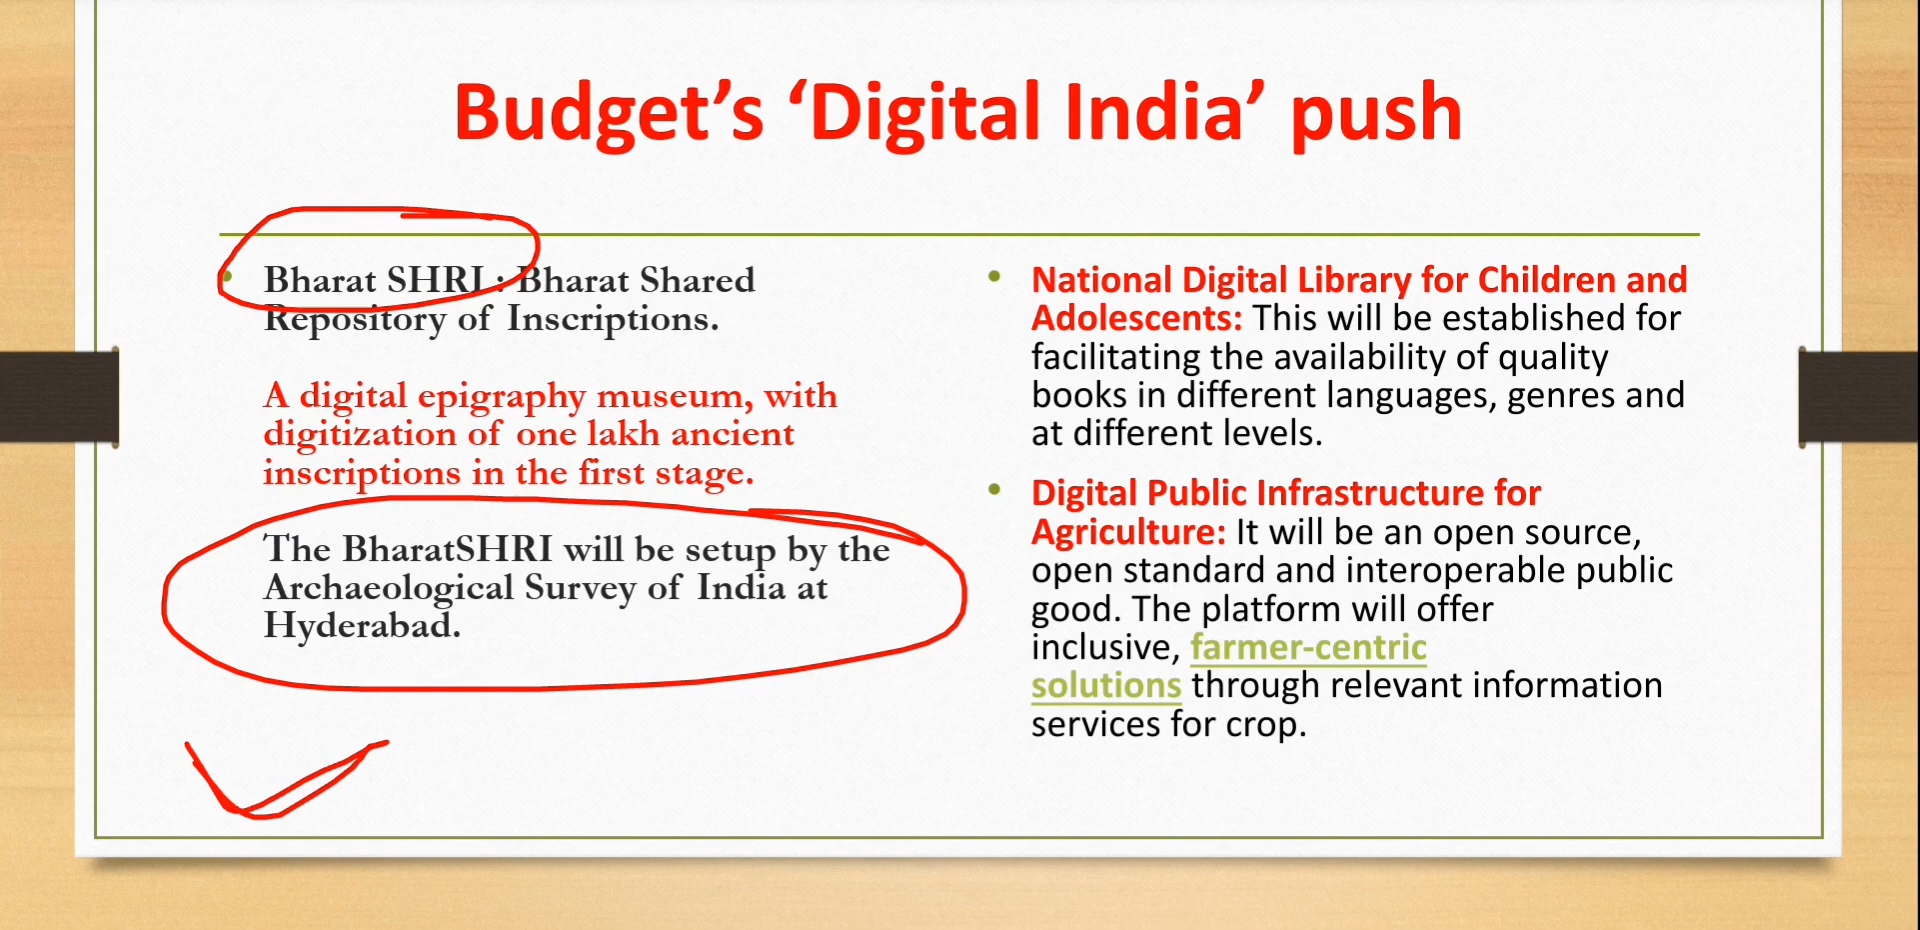 Budget’s ‘Digital India’ push
Bharat SHRI : Bharat Shared
Repository of Inscriptions.
A digital epigraphy museum, with
digitization of one lakh ancient
inscriptions in the first stage.
The BharatSHRI will be setup by the
Archaeological Survey of India at
Hyderabad.
National Digital Library for Children and
Adolescents: This will be established for
facilitating the availability of quality
books in different languages, genres and
at different levels.
Digital Public Infrastructure for
Agriculture: It will be an open source,
open standard and interoperable public
good. The platform will offer
inclusive, farmer-centric
solutions through relevant information
services for crop.